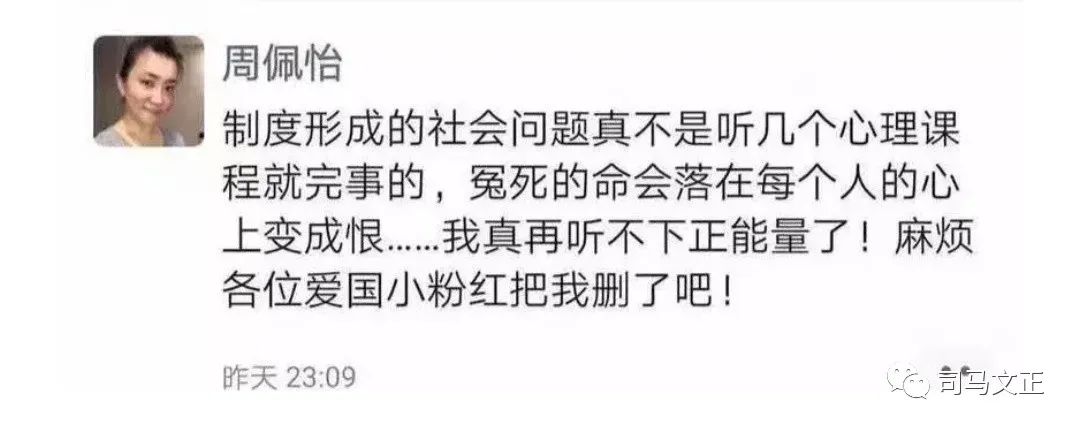 周佩怡
制度形成的社会问题真不是听几个心理课
程就完事的，冤死的命会落在每个人的心
上变成恨……我真再听不下正能量了！麻烦
各位爱国小粉红把我删了吧！
昨天 23:09
司马文正